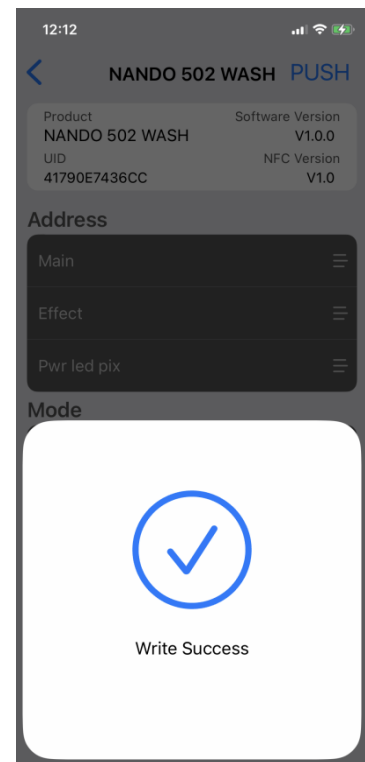 12:12
NANDO 502 WASH PUSH
Product Software Version
NANDO 502 WASH V1.0.0
UID NFC Version
41790E7436CC V1.0
Address
Main
Effect
Pwr led pix
Mode
Write Success